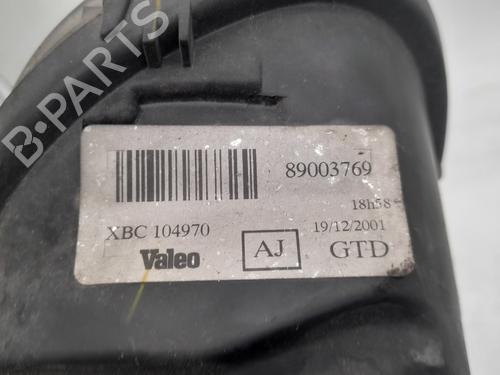 B-PARTS
89003769
18h58
XBC 104970
19/12/2001
Valeo
AJ
GTD